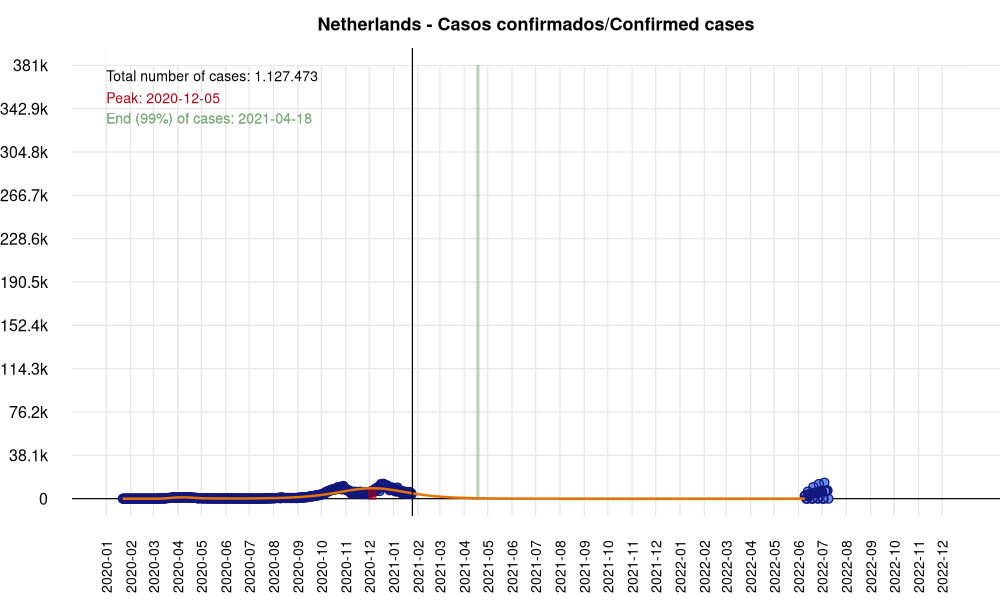 Netherlands - Casos confirmados/Confirmed cases
Total number of cases: 1.127.473
Peak: 2020-12-05
End (99%) of cases: 2021-04-18
381k
342.9k
304.8k
266.7k
228.6k
190.5k
152.4k
114.3k
76.2k
38.1k
0
2020-01
2020-02
2020-03
2020-04
2020-05
2020-06
2020-07
2020-08
2020-09
2020-10
2020-11
2020-12
2021-01
2021-02
2021-03
2021-04
2021-05
2021-06
2021-07
2021-08
2021-09
2021-10
2021-11
2021-12
2022-01
2022-02
2022-03
2022-04
2022-05
2022-06
2022-07
2022-08
2022-09
2022-10
2022-11
2022-12